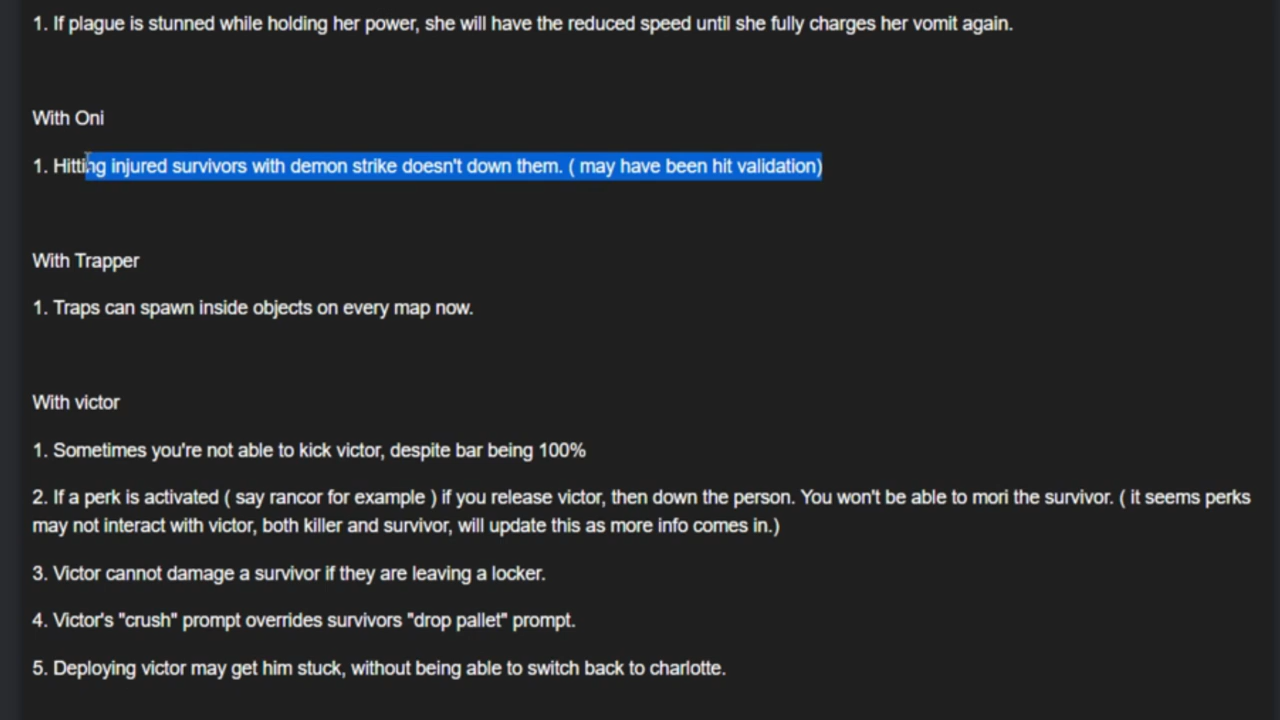 1. If plague is stunned while holding her power, she will have the reduced speed until she fully charges her vomit again.
With Oni
1. Hitting injured survivors with demon strike doesn't down them. ( may have been hit validation)
With Trapper
1. Traps can spawn inside objects on every map now.
With victor
1. Sometimes you're not able to kick victor, despite bar being 100%
2. If a perk is activated ( say rancor for example ) if you release victor, then down the person. You won't be able to mori the survivor. ( it seems perks
may not interact with victor, both killer and survivor, will update this as more info comes in.)
3. Victor cannot damage a survivor if they are leaving a locker.
4. Victor's "crush" prompt overrides survivors "drop pallet" prompt.
5. Deploying victor may get him stuck, without being able to switch back to charlotte.